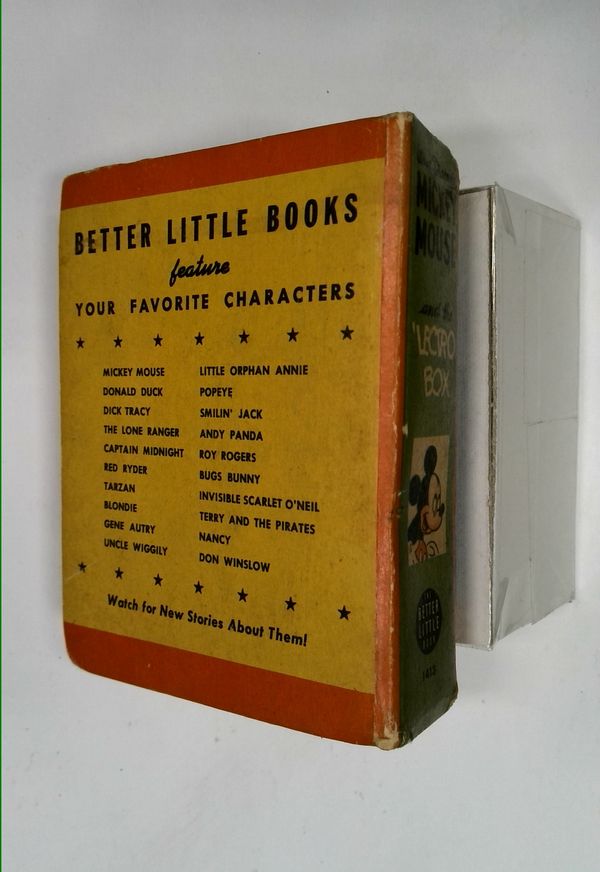 BETTER LITTLE BOOKS
feature
YOUR FAVORITE CHARACTERS
MICKEY MOUSE
DONALD DUCK
DICK TRACY
THE LONE RANGER
CAPTAIN MIDNIGHT
RED RYDER
TARZAN
BLONDIE
GENE AUTRY
UNCLE WIGGILY
LITTLE ORPHAN ANNIE
POPEYE
SMILIN' JACK
ANDY PANDA
ROY ROGERS
BUGS BUNNY
INVISIBLE SCARLET O'NEIL
TERRY AND THE PIRATES
NANCY
DON WINSLOW
Watch for New Stories About Them!
MICKEY
MOUSE
and the
'LECTRO
BOX
BETTER
LITTLE
1413